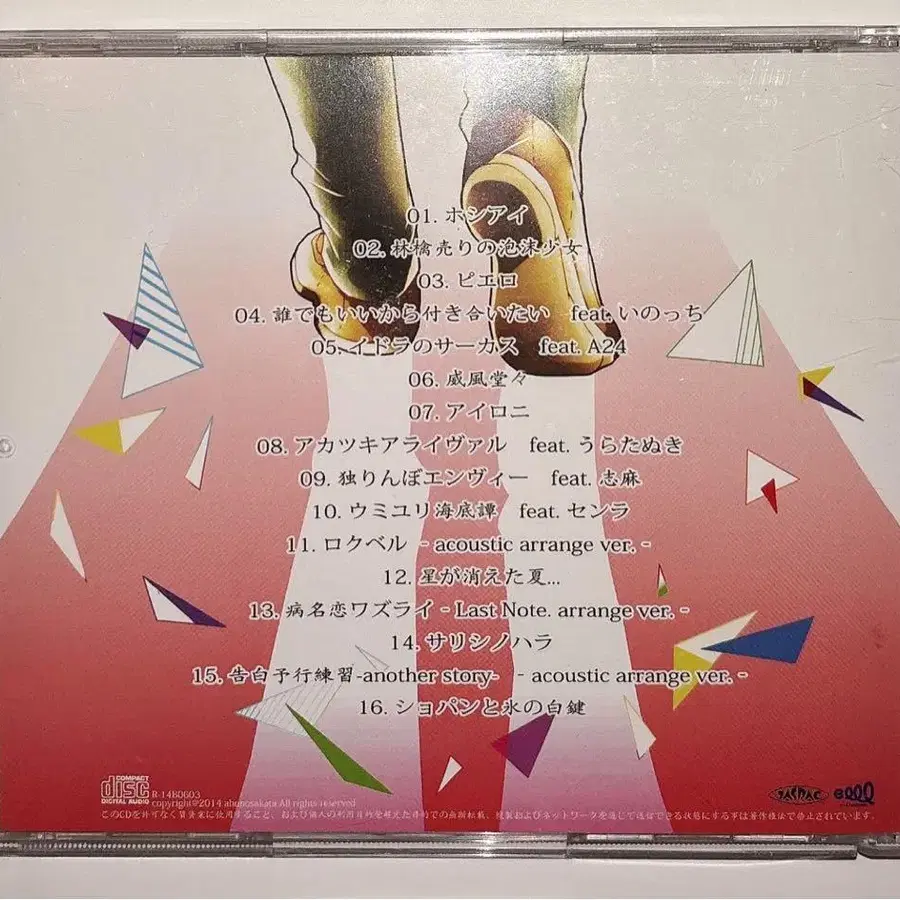 01. ホシアイ
02. 林檎売りの泡沫少女
03. ピエロ
04. 誰でもいいから付き合いたい feat. いのっち
05. イドラのサーカス feat. A24
06. 威風堂々
07. アイロニ
08. アカツキアライヴァル feat. うらたぬき
09. 独りんぼエンヴィー feat. 志麻
10. ウミユリ海底譚 feat. センラ
11. ロクベル - acoustic arrange ver. -
12. 星が消えた夏...
13. 病名恋ワズライ - Last Note. arrange ver. -
14. サリシノハラ
15. 告白予行練習-another story- - acoustic arrange ver. -
16. ショパンと氷の白鍵
COMPACT
disc
DIGITAL AUDIO
R-14B0603
copyright@2014 ahonosakata All rights reserved
JASRAC